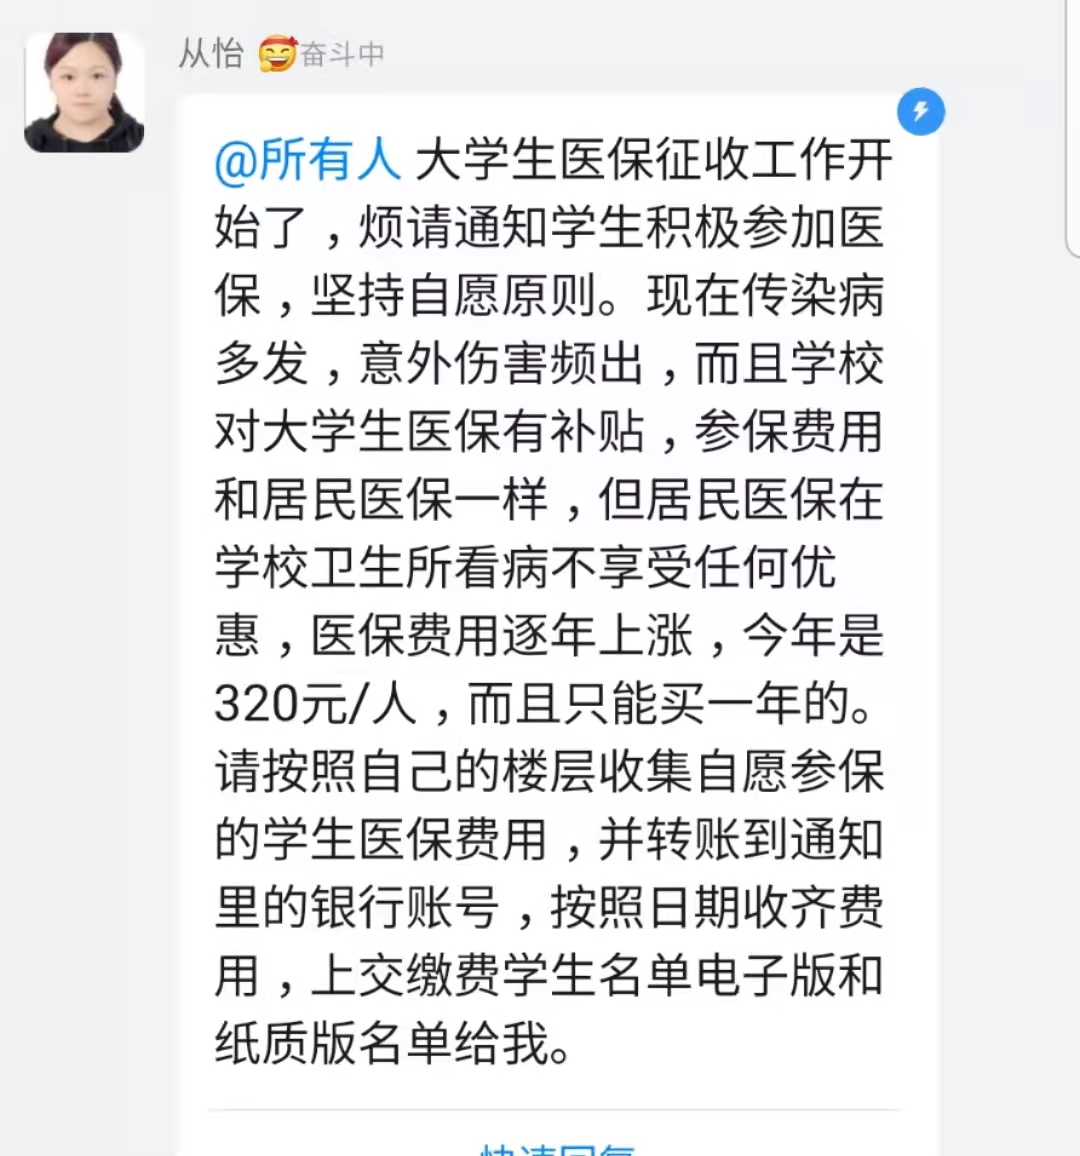 从怡 🥰奋斗中
@所有人 大学生医保征收工作开
始了，烦请通知学生积极参加医
保，坚持自愿原则。现在传染病
多发，意外伤害频出，而且学校
对大学生医保有补贴，参保费用
和居民医保一样，但居民医保在
学校卫生所看病不享受任何优
惠，医保费用逐年上涨，今年是
320元/人，而且只能买一年的。
请按照自己的楼层收集自愿参保
的学生医保费用，并转账到通知
里的银行账号，按照日期收齐费
用，上交缴费学生名单电子版和
纸质版名单给我。
快速回复